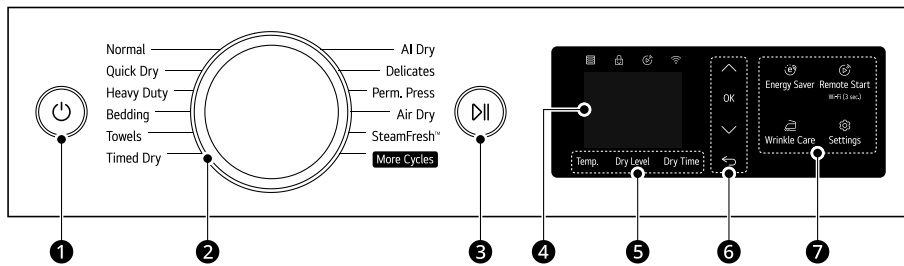 Normal
Quick Dry
Heavy Duty
Bedding
Towels
Timed Dry
AI Dry
Delicates
Perm. Press
Air Dry
SteamFresh™
More Cycles
Temp. Dry Level Dry Time
OK
Energy Saver Remote Start
Wi-Fi (3 sec.)
Wrinkle Care Settings
1 2 3 4 5 6 7